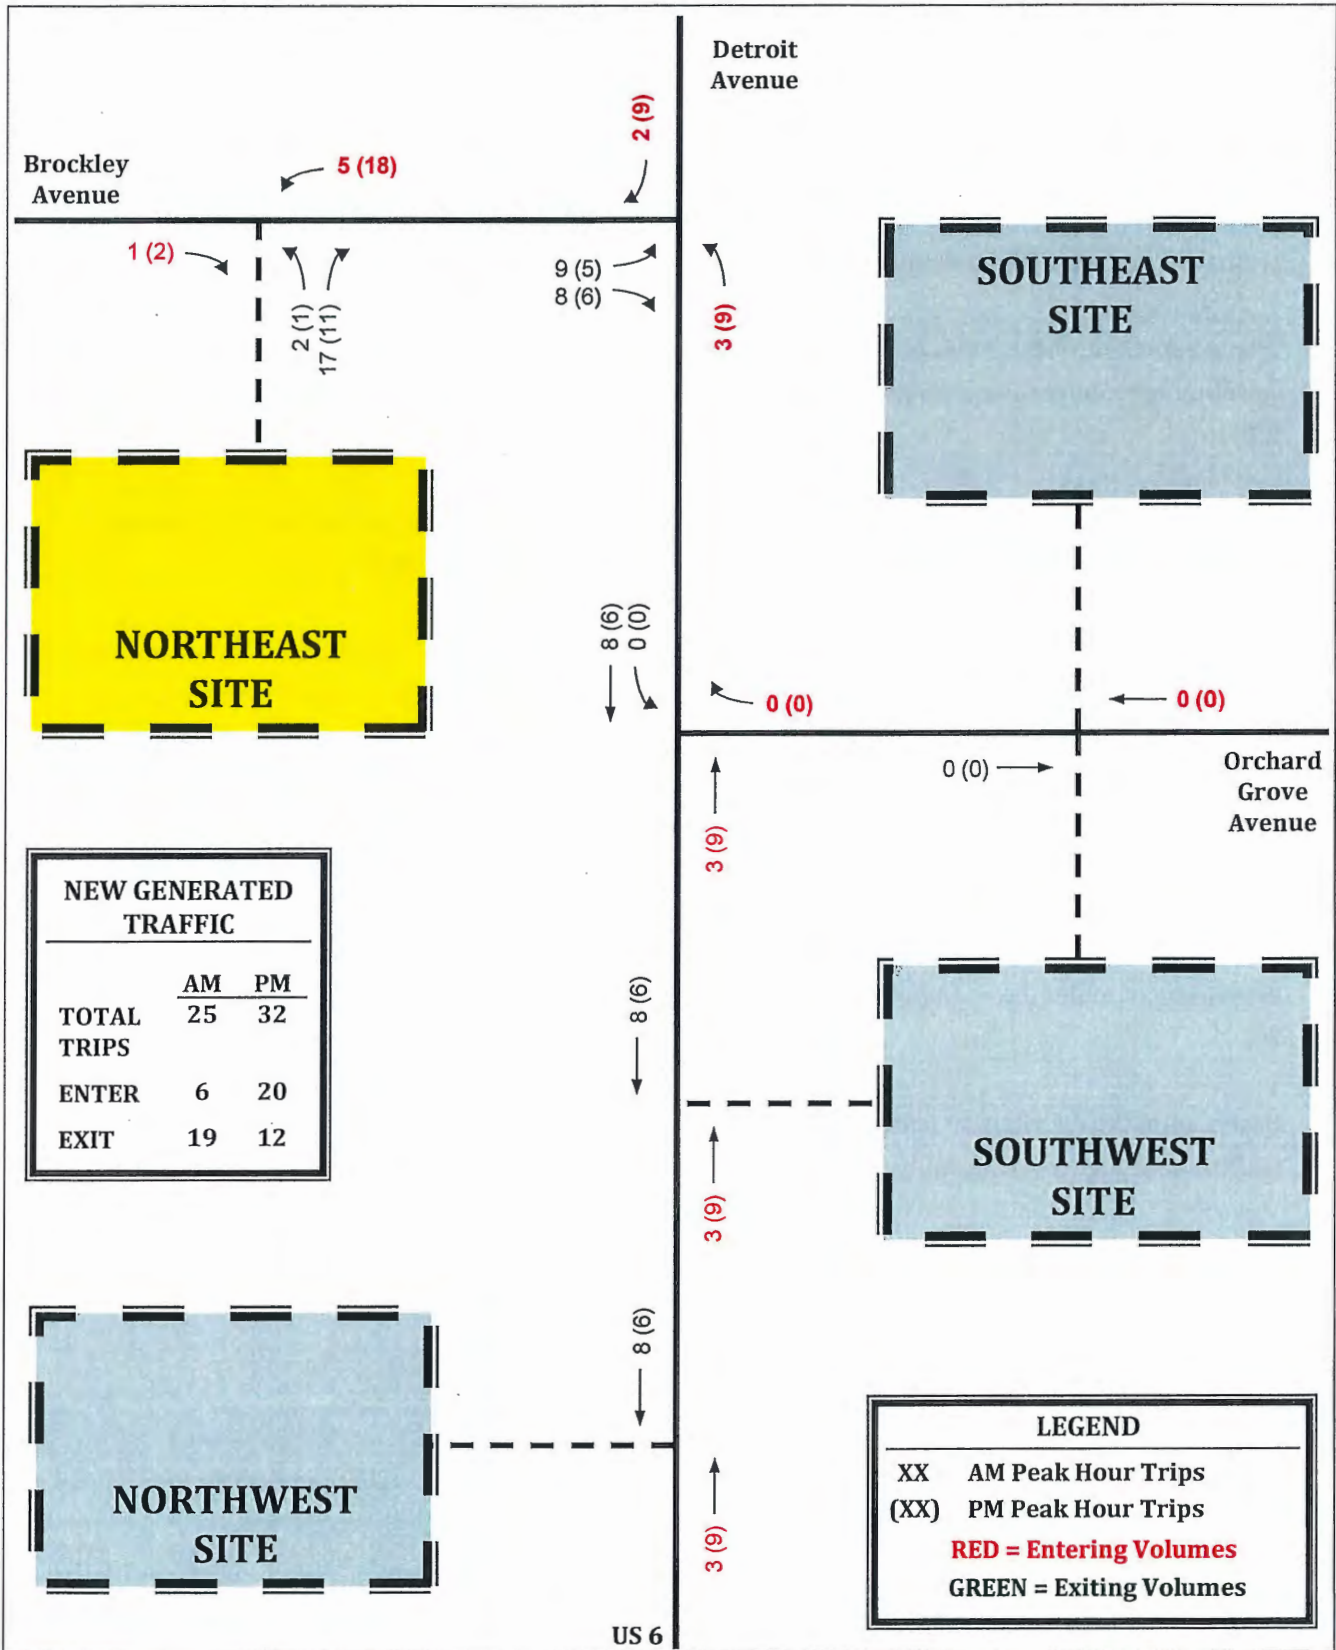 Detroit
Avenue
2 (9)
5 (18)
Brockley
Avenue
1 (2)
2 (1)
17 (11)
9 (5)
8 (6)
3 (9)
SOUTHEAST
SITE
NORTHEAST
SITE
8 (6)
0 (0)
0 (0)
0 (0)
0 (0)
Orchard
Grove
Avenue
3 (9)
NEW GENERATED
TRAFFIC
AM PM
TOTAL 25 32
TRIPS
ENTER 6 20
EXIT 19 12
8 (6)
3 (9)
SOUTHWEST
SITE
8 (6)
3 (9)
NORTHWEST
SITE
LEGEND
XX AM Peak Hour Trips
(XX) PM Peak Hour Trips
RED = Entering Volumes
GREEN = Exiting Volumes
US 6